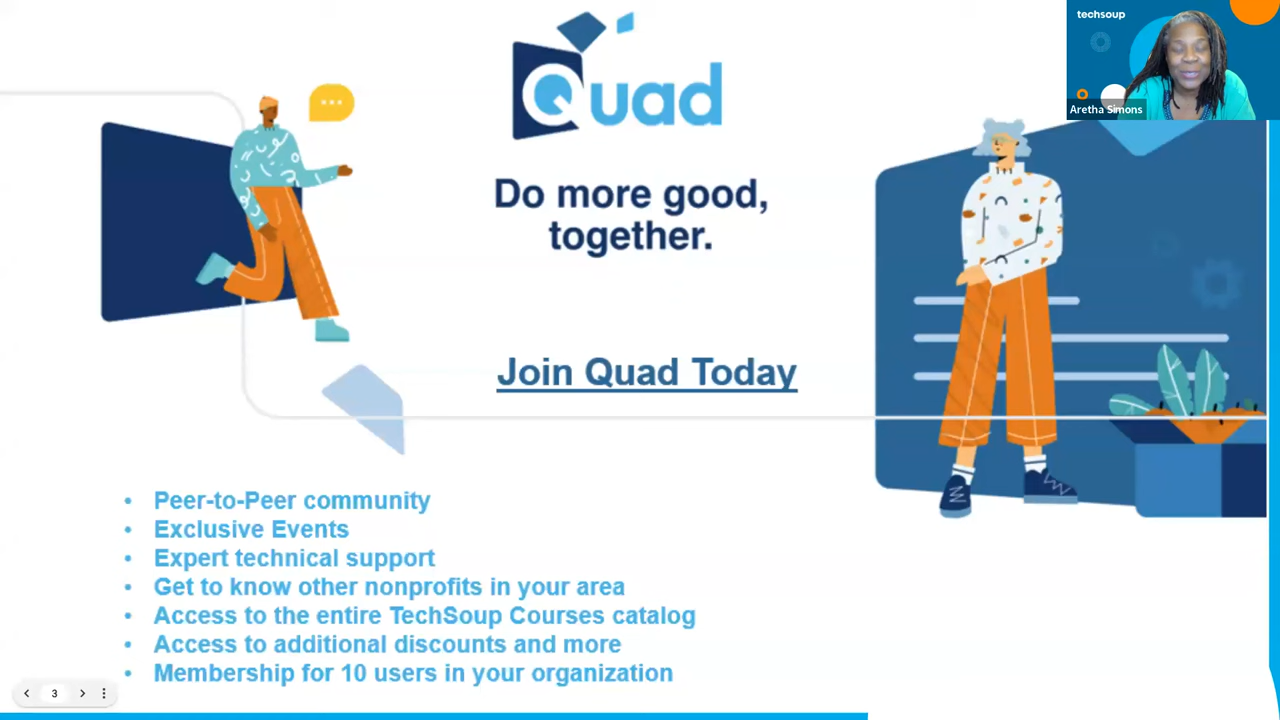 Quad
techsoup
Aretha Simons
Do more good,
together.
Join Quad Today
• Peer-to-Peer community
• Exclusive Events
• Expert technical support
• Get to know other nonprofits in your area
• Access to the entire TechSoup Courses catalog
• Access to additional discounts and more
• Membership for 10 users in your organization
3